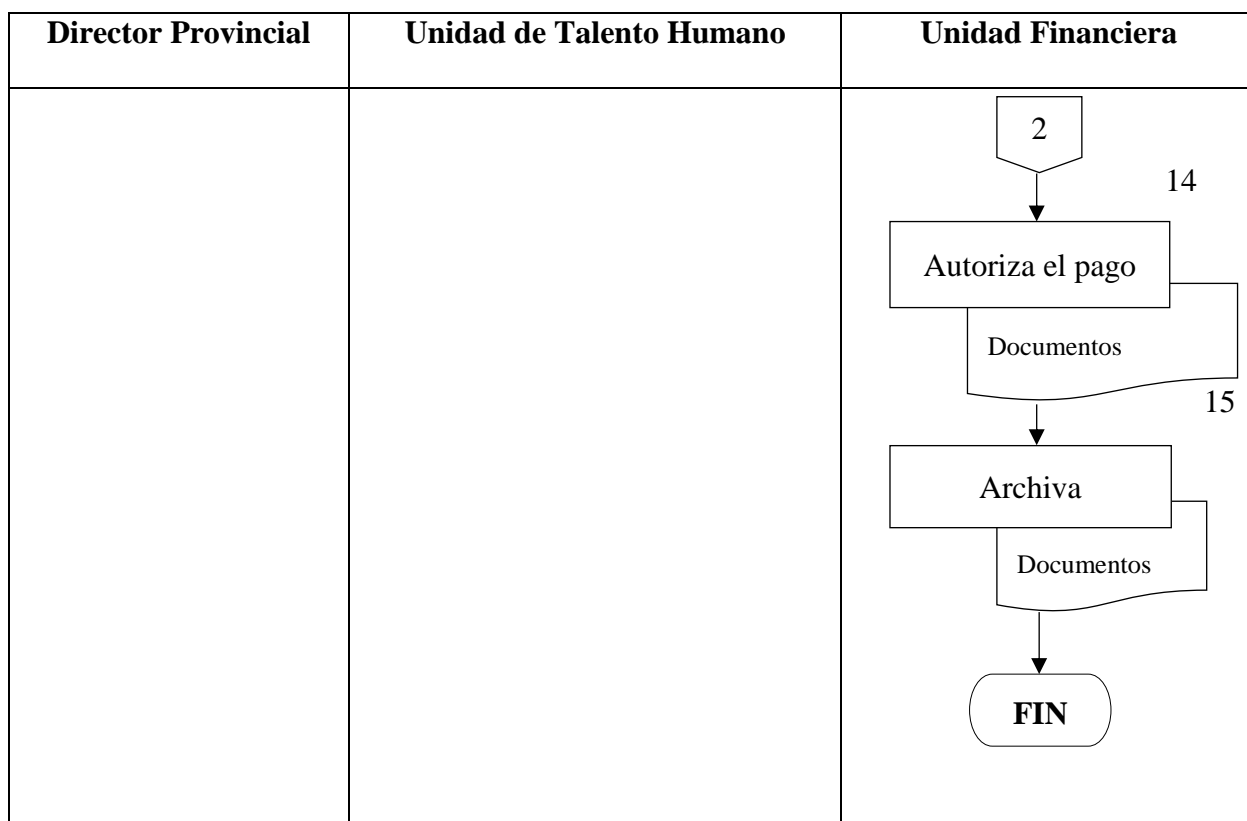 Director Provincial
Unidad de Talento Humano
Unidad Financiera
2
14
Autoriza el pago
Documentos
15
Archiva
Documentos
FIN